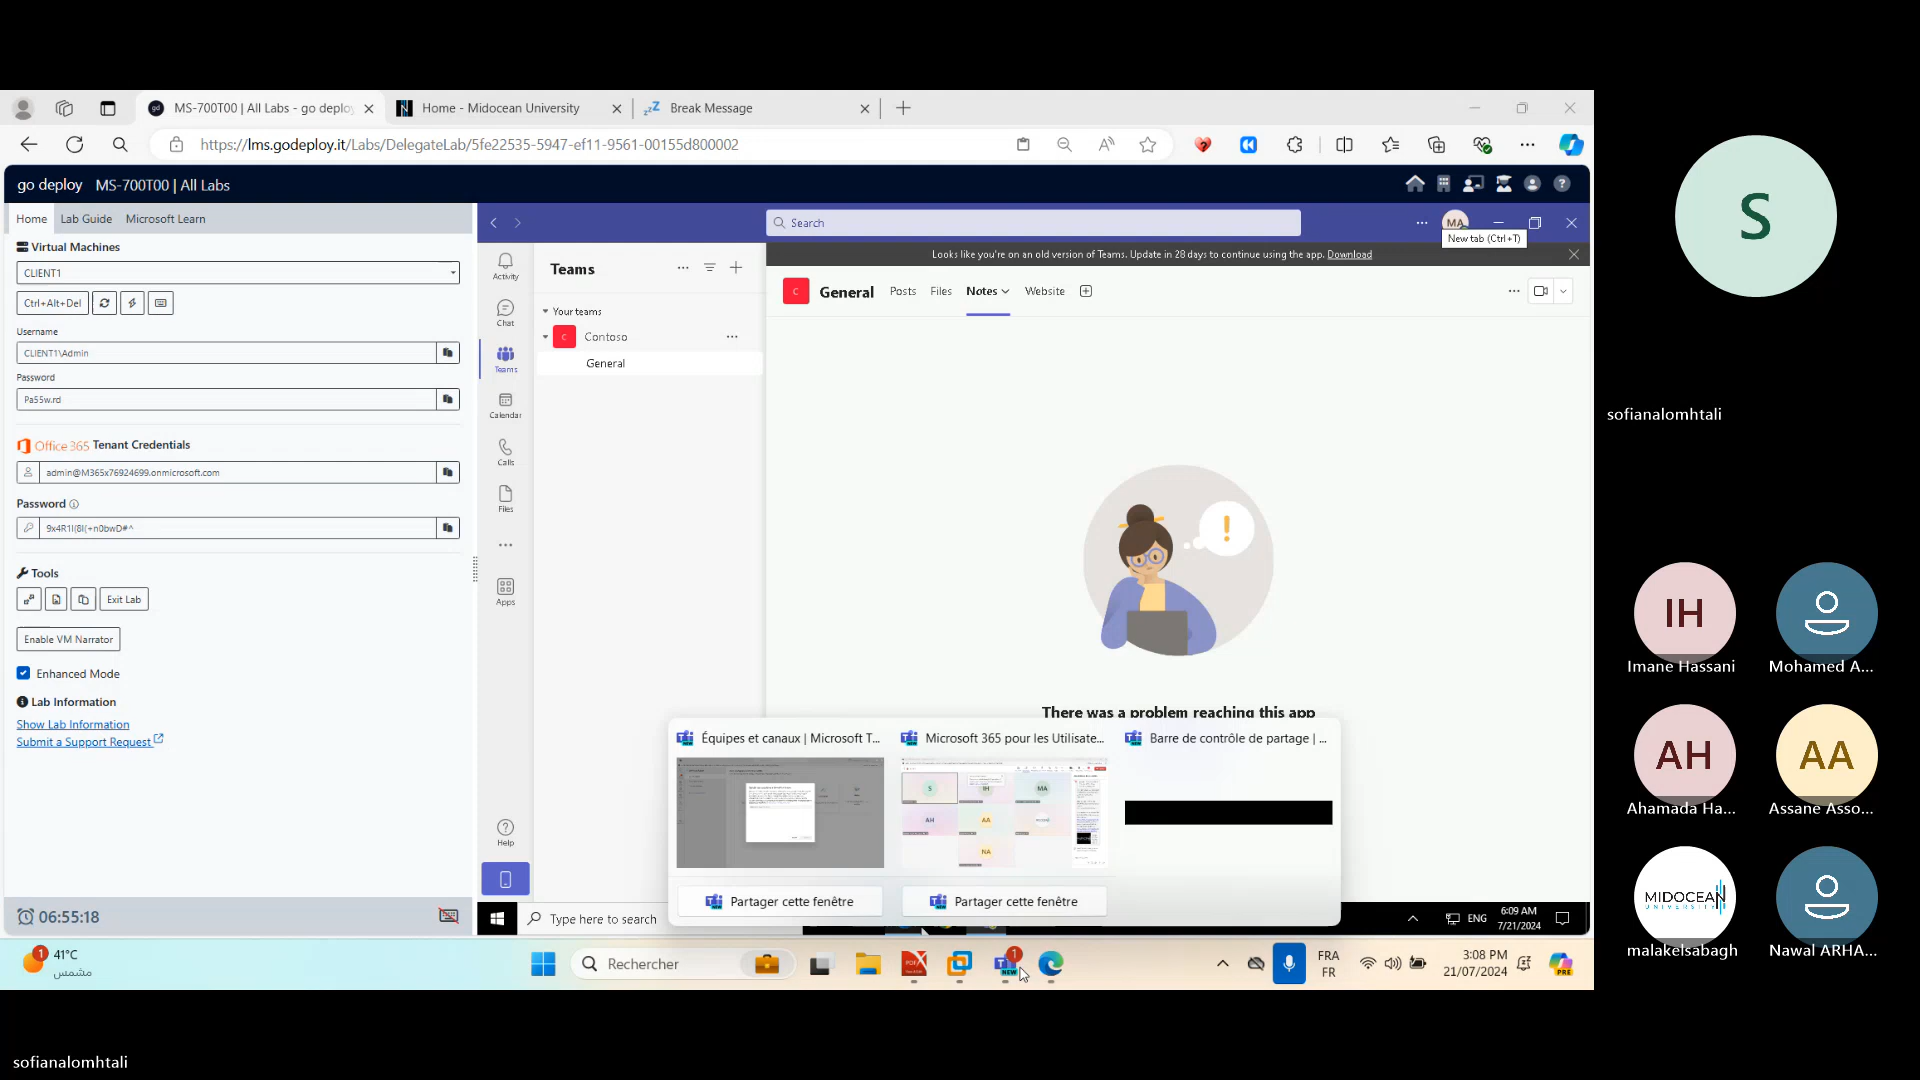 MS-700T00 | All Labs - go deploy
Home - Midocean University
Break Message
https://lms.godeploy.it/Labs/DelegateLab/5fe22535-5947-ef11-9561-00155d800002
go deploy MS-700T00 | All Labs
Home Lab Guide Microsoft Learn
Virtual Machines
CLIENT1
Ctrl+Alt+Del
Username
CLIENT1\Admin
Password
Pa55w.rd
Office 365 Tenant Credentials
admin@M365x76924699.onmicrosoft.com
Password
9x4R1l(8l(+n0bwD#^
Tools
Exit Lab
Enable VM Narrator
Enhanced Mode
Lab Information
Show Lab Information
Submit a Support Request
06:55:18
Search
MA
New tab (Ctrl+T)
Looks like you're on an old version of Teams. Update in 28 days to continue using the app. Download
Activity
Chat
Teams
Calendar
Calls
Files
Apps
Help
Teams
Your teams
C Contoso
General
C General Posts Files Notes Website
There was a problem reaching this app
Équipes et canaux | Microsoft T...
Microsoft 365 pour les Utilisate...
Barre de contrôle de partage | ...
Partager cette fenêtre
Partager cette fenêtre
Type here to search
ENG
6:09 AM
7/21/2024
1
41°C
مشمس
Rechercher
1
NEW
FRA
FR
3:08 PM
21/07/2024
PRE
S
sofianalomhtali
IH
Imane Hassani
Mohamed A...
AH
Ahamada Ha...
AA
Assane Asso...
MIDOCEAN
UNIVERSITY
malakelsabagh
Nawal ARHA...
sofianalomhtali